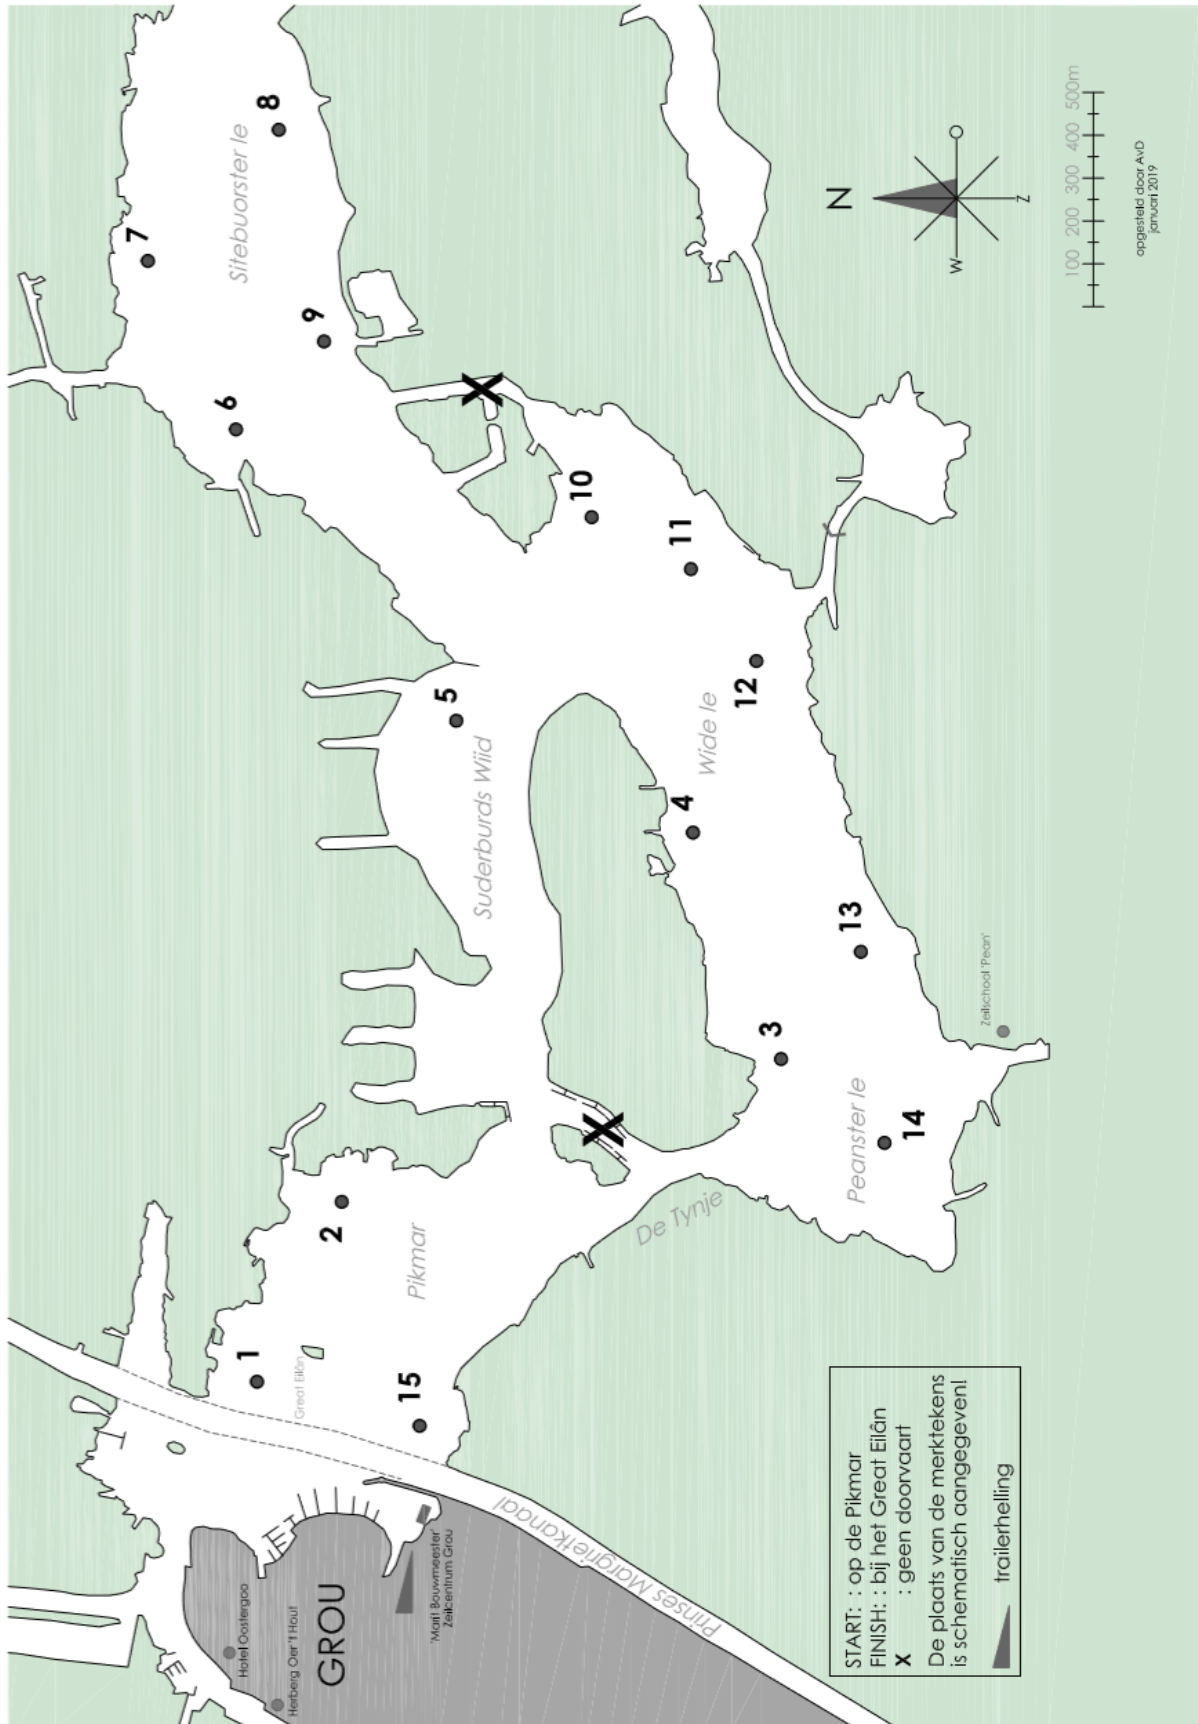 8
7
9
6
Sitebuorster Ie
10
11
12
5
4
Suderburds Wiid
Wide Ie
3
13
14
Peanster Ie
Zeilschool 'Pean'
2
Pikmar
De Tynje
1
15
Great Eilân
Prinses Margrietkanaal
GROU
Hotel Oostergoo
Herberg Oer 't Hout
'Marit Bouwmeester'
Zeilcentrum Grou
X
X
N
W
O
Z
100 200 300 400 500m
opgesteld door AvD
januari 2019
START: : op de Pikmar
FINISH: : bij het Great Eilân
X : geen doorvaart
De plaats van de merktekens
is schematisch aangegeven!
trailerhelling